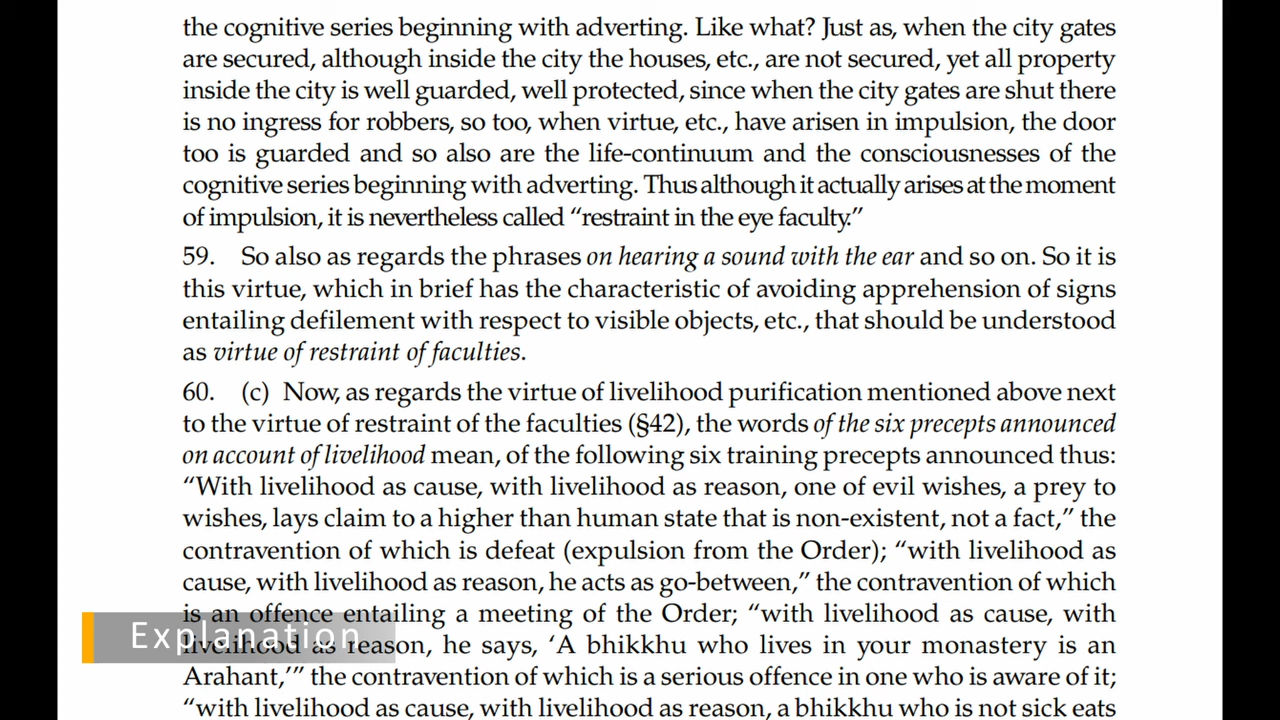 the cognitive series beginning with adverting. Like what? Just as, when the city gates
are secured, although inside the city the houses, etc., are not secured, yet all property
inside the city is well guarded, well protected, since when the city gates are shut there
is no ingress for robbers, so too, when virtue, etc., have arisen in impulsion, the door
too is guarded and so also are the life-continuum and the consciousnesses of the
cognitive series beginning with adverting. Thus although it actually arises at the moment
of impulsion, it is nevertheless called “restraint in the eye faculty.”
59. So also as regards the phrases on hearing a sound with the ear and so on. So it is
this virtue, which in brief has the characteristic of avoiding apprehension of signs
entailing defilement with respect to visible objects, etc., that should be understood
as virtue of restraint of faculties.
60. (c) Now, as regards the virtue of livelihood purification mentioned above next
to the virtue of restraint of the faculties (§42), the words of the six precepts announced
on account of livelihood mean, of the following six training precepts announced thus:
“With livelihood as cause, with livelihood as reason, one of evil wishes, a prey to
wishes, lays claim to a higher than human state that is non-existent, not a fact,” the
contravention of which is defeat (expulsion from the Order); “with livelihood as
cause, with livelihood as reason, he acts as go-between,” the contravention of which
is an offence entailing a meeting of the Order; “with livelihood as cause, with
livelihood as reason, he says, ‘A bhikkhu who lives in your monastery is an
Arahant,’” the contravention of which is a serious offence in one who is aware of it;
“with livelihood as cause, with livelihood as reason, a bhikkhu who is not sick eats
Explanation